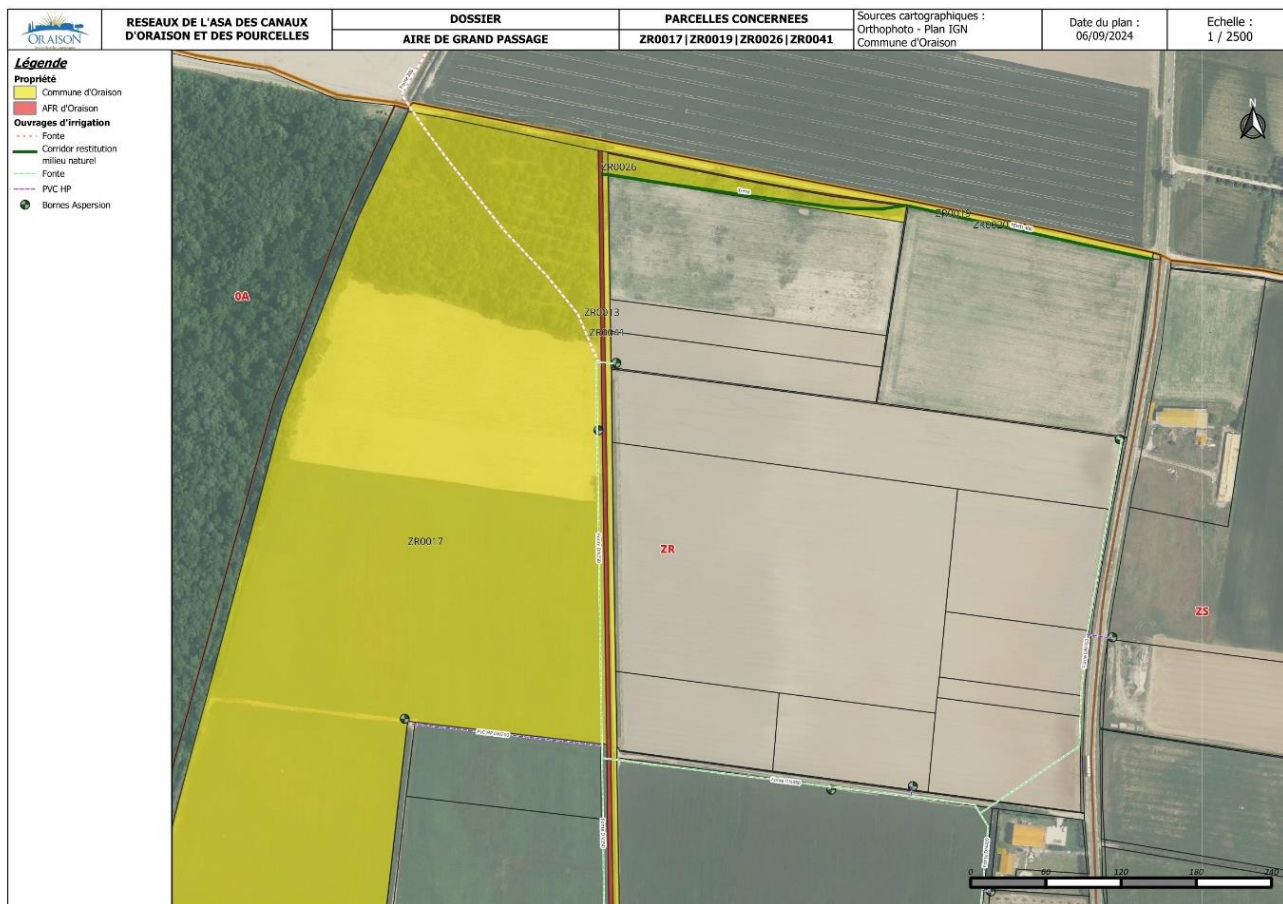 ORAISON
RESEAUX DE L'ASA DES CANAUX
D'ORAISON ET DES POURCELLES
DOSSIER
AIRE DE GRAND PASSAGE
PARCELLES CONCERNEES
ZR0017|ZR0019|ZR0026|ZR0041
Sources cartographiques :
Orthophoto - Plan IGN
Commune d'Oraison
Date du plan :
06/09/2024
Echelle :
1 / 2500
Légende
Propriété
Commune d'Oraison
AFR d'Oraison
Ouvrages d'irrigation
Fonte
Corridor restitution
milieu naturel
Fonte
PVC HP
Bornes Aspersion
N
ZR0026
ZR0019
ZR0020
0A
ZR0013
ZR0041
ZR0017
ZR
ZS
0 60 120 180 240